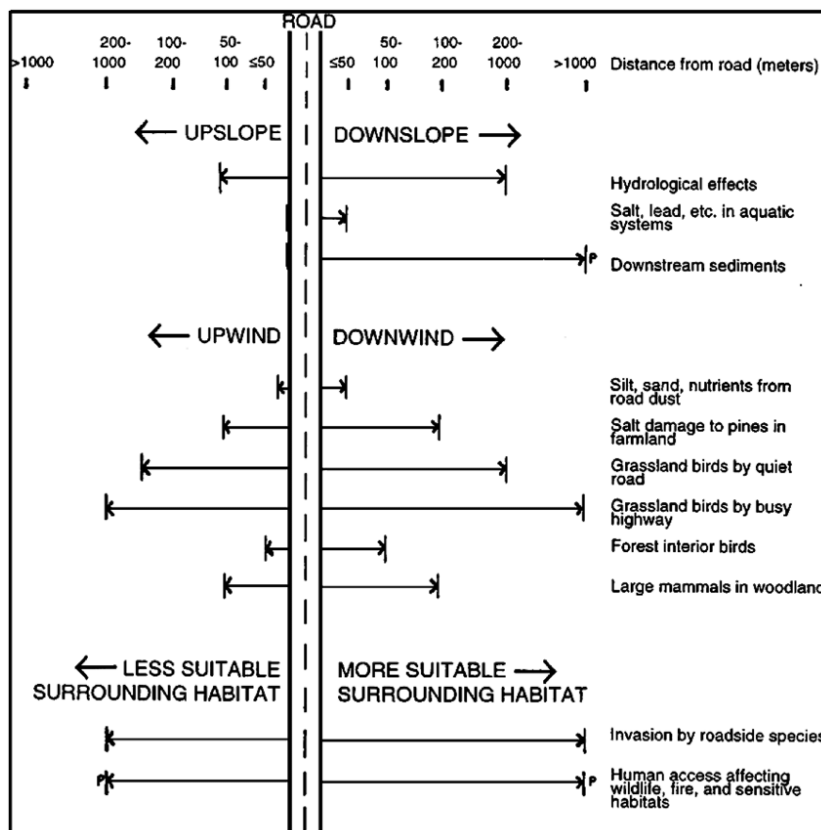 ROAD
200- 100- 50- 50- 100- 200-
>1000 1000 200 100 ≤50 ≤50 100 200 1000 >1000 Distance from road (meters)
UPSLOPE DOWNSLOPE
Hydrological effects
Salt, lead, etc. in aquatic
systems
P
Downstream sediments
UPWIND DOWNWIND
Silt, sand, nutrients from
road dust
Salt damage to pines in
farmland
Grassland birds by quiet
road
Grassland birds by busy
highway
Forest interior birds
Large mammals in woodland
LESS SUITABLE MORE SUITABLE
SURROUNDING HABITAT SURROUNDING HABITAT
Invasion by roadside species
P P Human access affecting
wildlife, fire, and sensitive
habitats